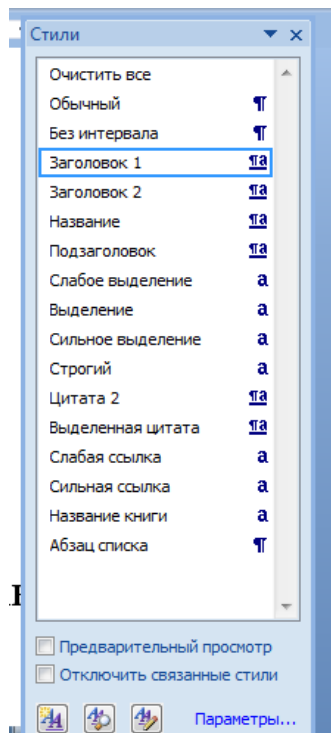 Стили
Очистить все
Обычный ¶
Без интервала ¶
Заголовок 1 ¶a
Заголовок 2 ¶a
Название ¶a
Подзаголовок ¶a
Слабое выделение a
Выделение a
Сильное выделение a
Строгий a
Цитата 2 ¶a
Выделенная цитата ¶a
Слабая ссылка a
Сильная ссылка a
Название книги a
Абзац списка ¶
Предварительный просмотр
Отключить связанные стили
Параметры...